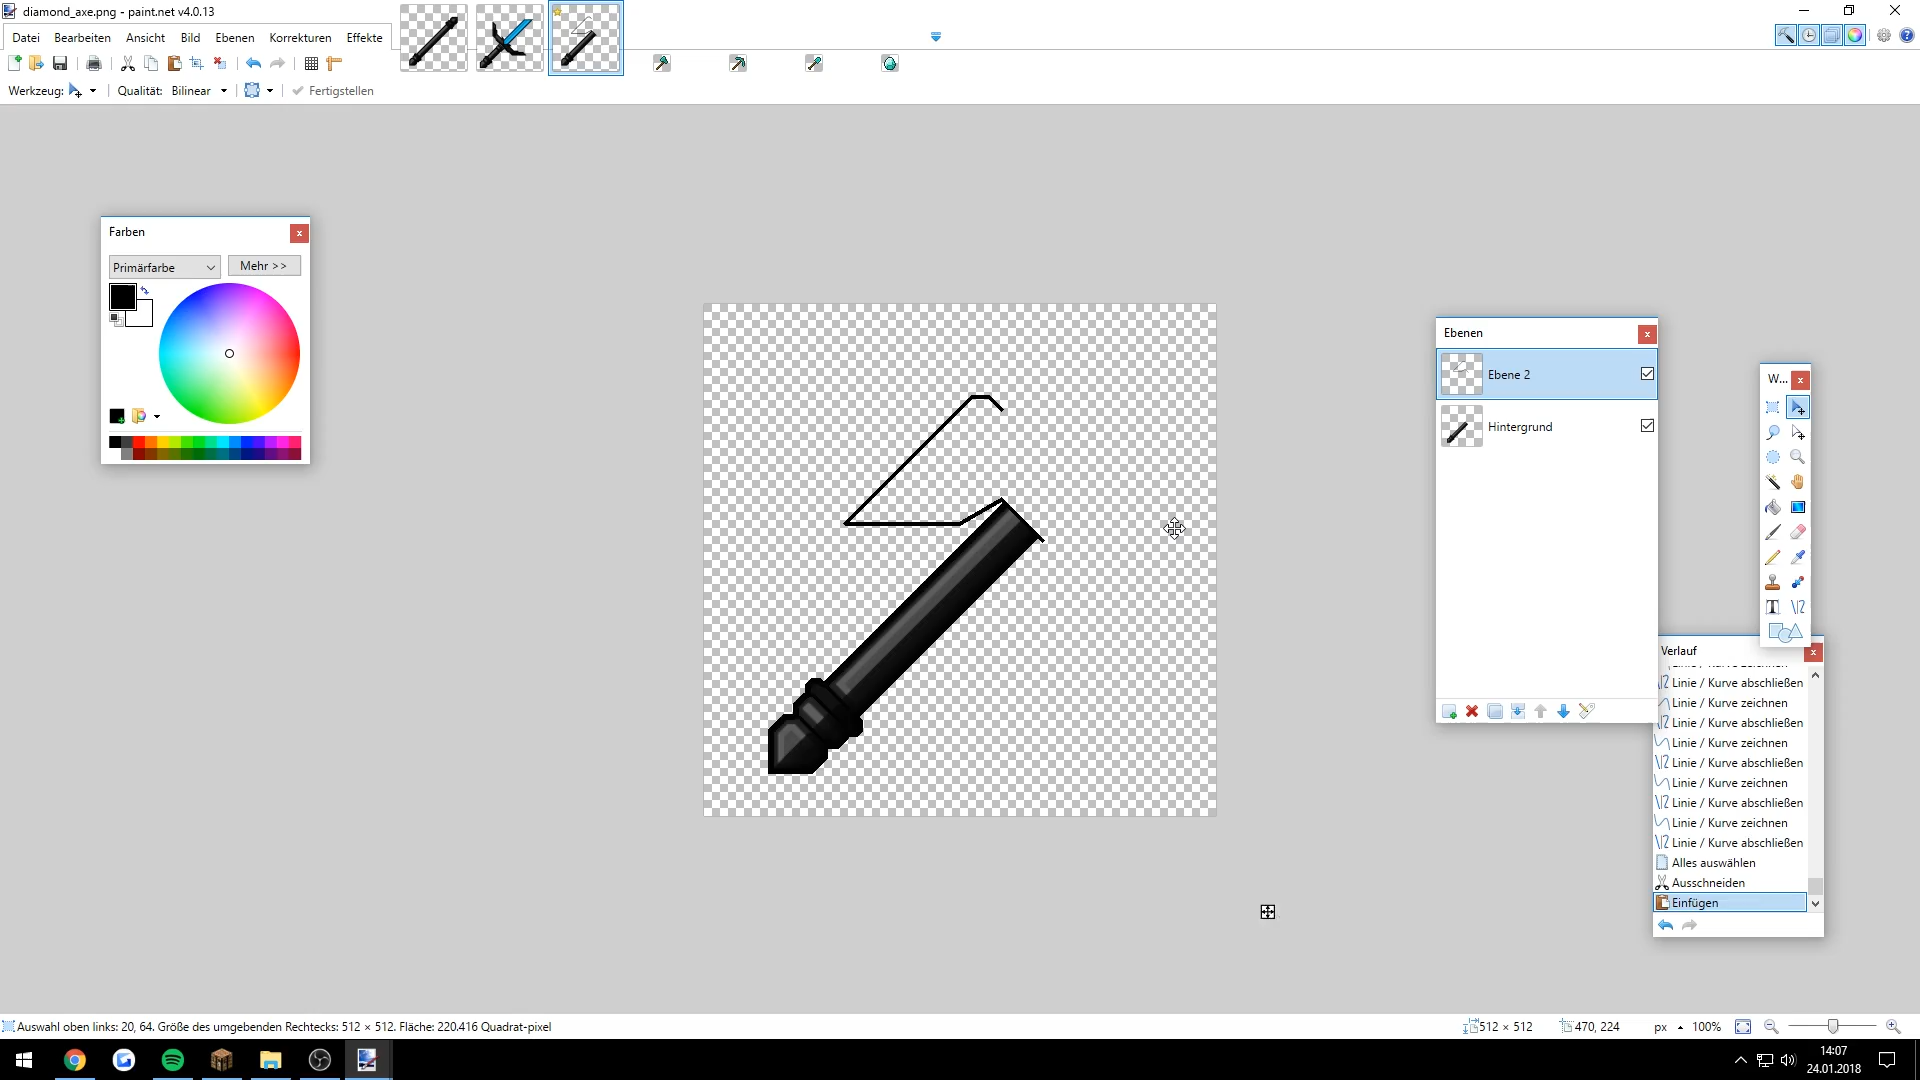 diamond_axe.png - paint.net v4.0.13
Datei Bearbeiten Ansicht Bild Ebenen Korrekturen Effekte
Werkzeug: Qualität: Bilinear Fertigstellen
Farben
Primärfarbe
Mehr >>
Ebenen
Ebene 2
Hintergrund
W...
Verlauf
Linie / Kurve abschließen
Linie / Kurve zeichnen
Linie / Kurve abschließen
Linie / Kurve zeichnen
Linie / Kurve abschließen
Linie / Kurve zeichnen
Linie / Kurve abschließen
Linie / Kurve zeichnen
Linie / Kurve abschließen
Alles auswählen
Ausschneiden
Einfügen
Auswahl oben links: 20, 64. Größe des umgebenden Rechtecks: 512 × 512. Fläche: 220.416 Quadrat-pixel
512 × 512
470, 224
px
100%
14:07
24.01.2018